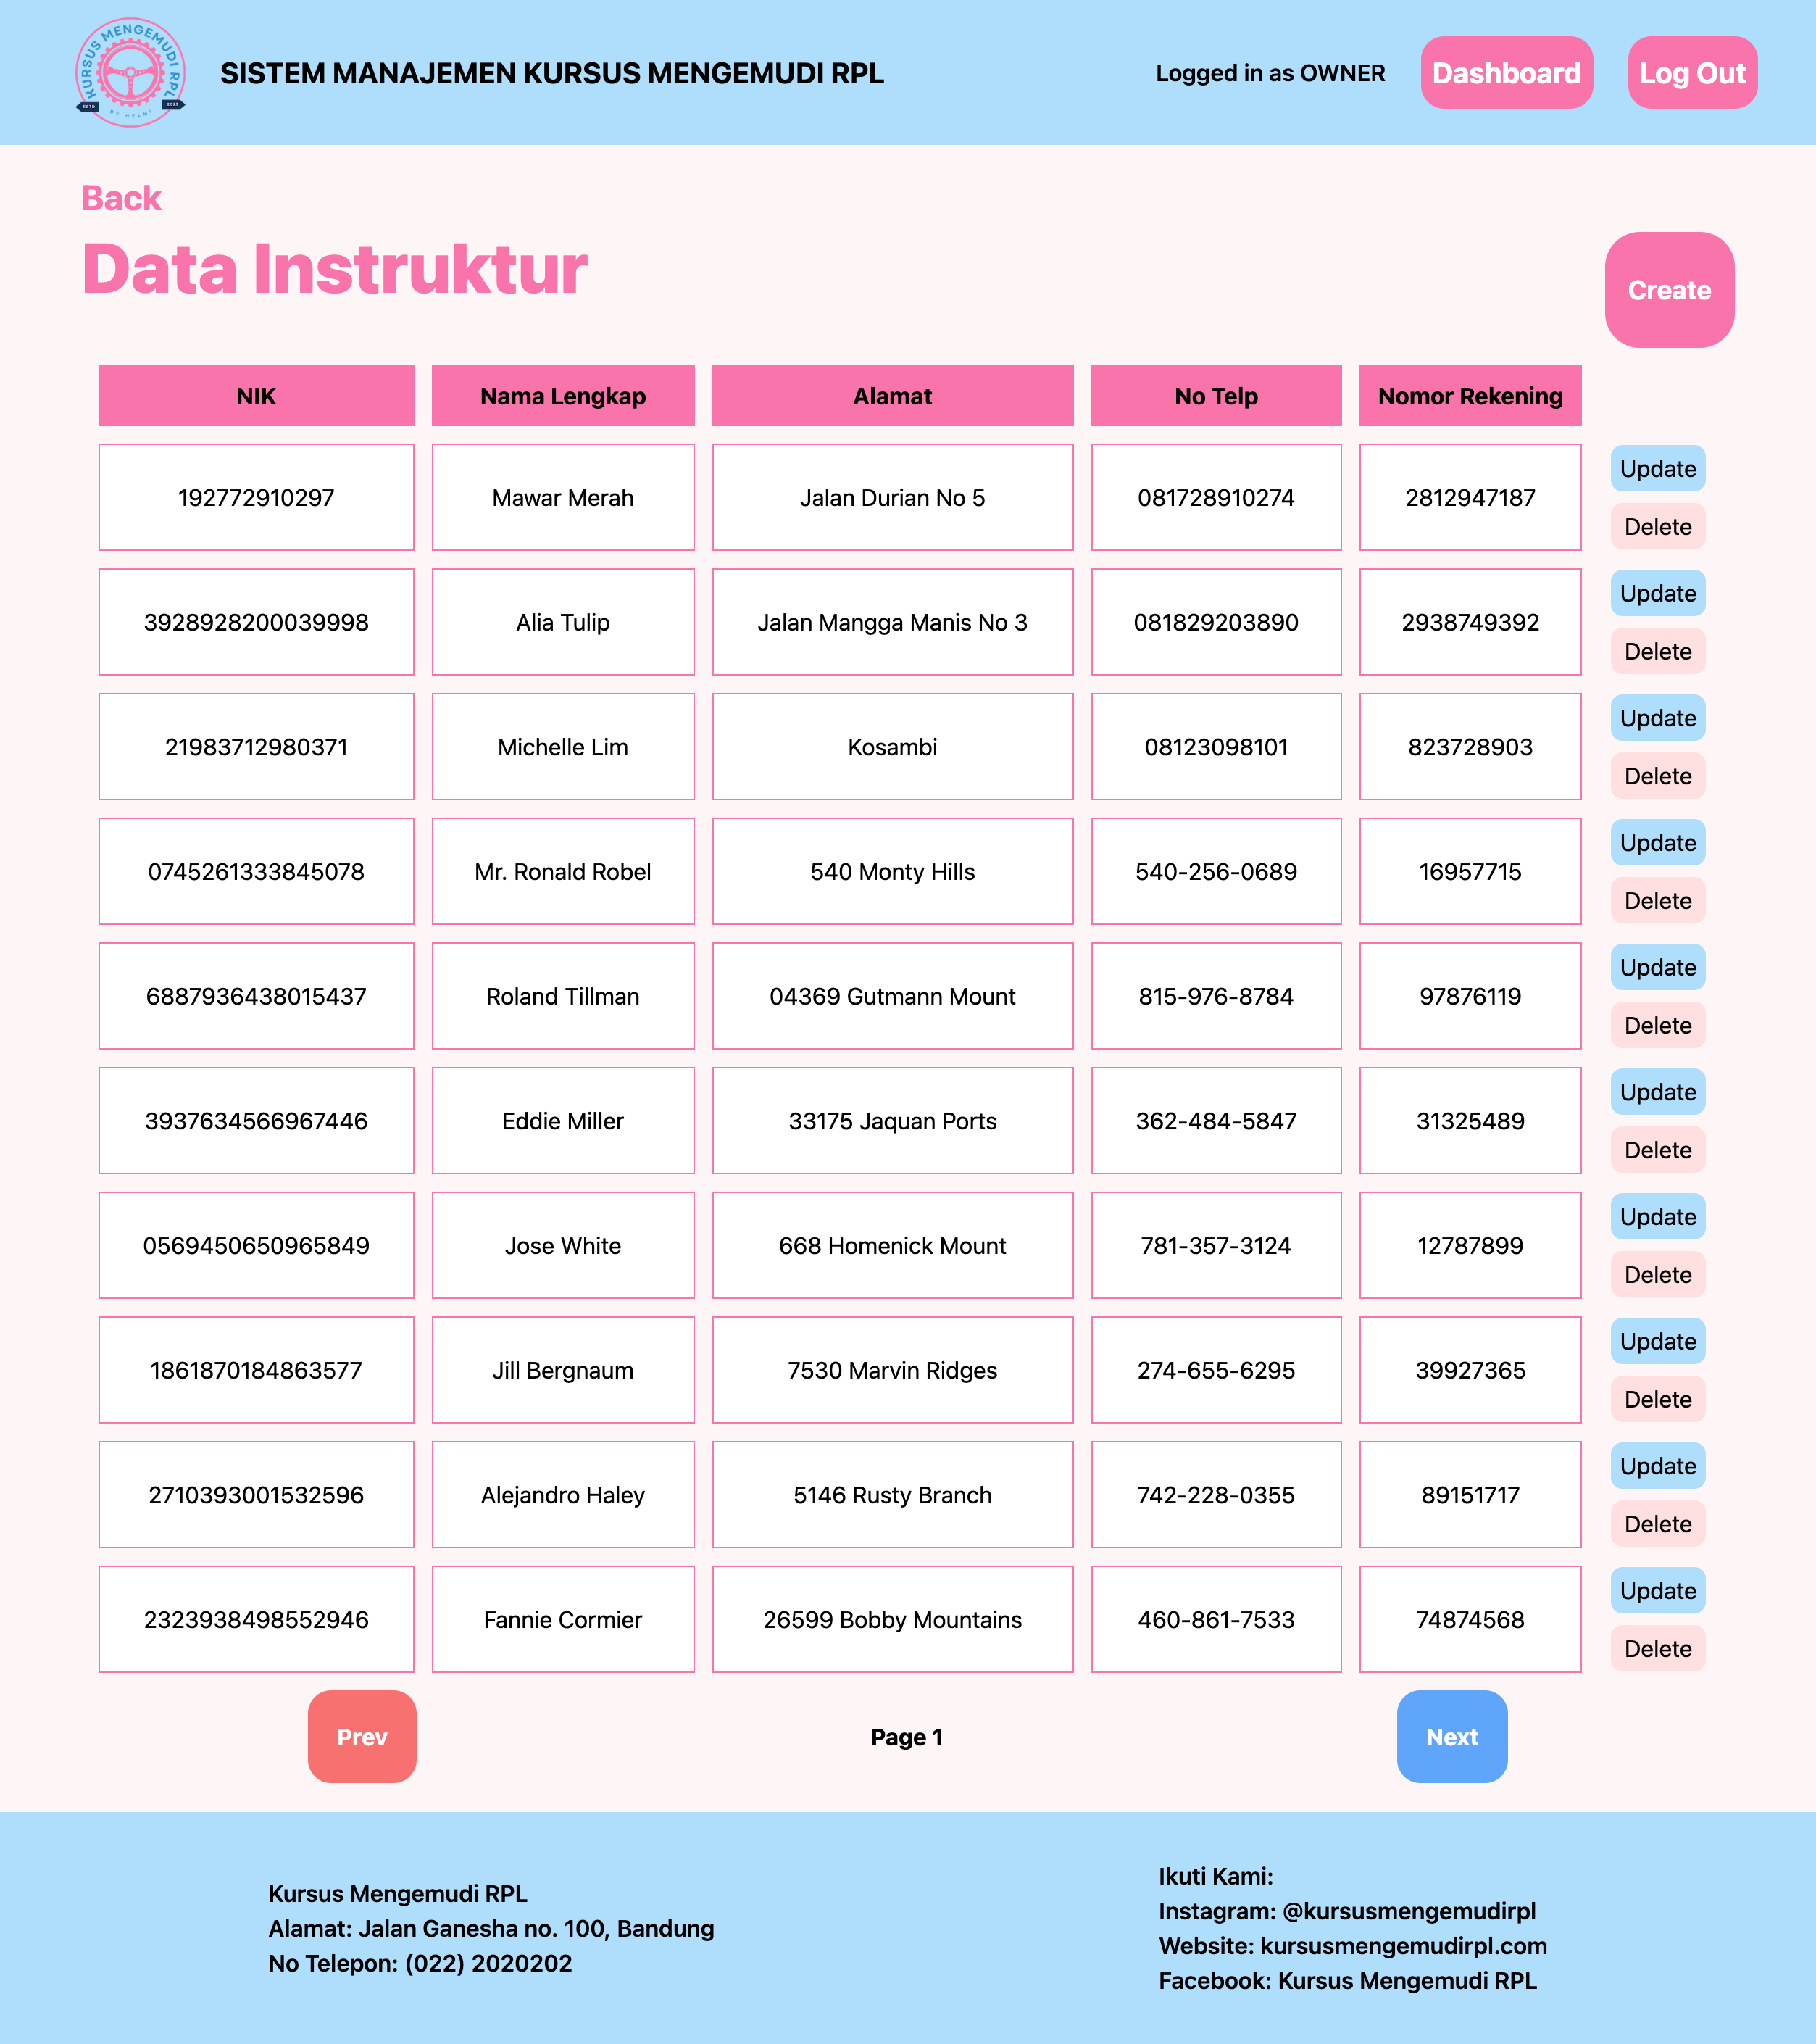 KURSUS MENGEMUDI RPL
ESTD 2023
BY HELMI
SISTEM MANAJEMEN KURSUS MENGEMUDI RPL
Logged in as OWNER
Dashboard
Log Out
Back
Data Instruktur
Create
NIK Nama Lengkap Alamat No Telp Nomor Rekening
192772910297 Mawar Merah Jalan Durian No 5 081728910274 2812947187 Update
Delete
3928928200039998 Alia Tulip Jalan Mangga Manis No 3 081829203890 2938749392 Update
Delete
21983712980371 Michelle Lim Kosambi 08123098101 823728903 Update
Delete
0745261333845078 Mr. Ronald Robel 540 Monty Hills 540-256-0689 16957715 Update
Delete
6887936438015437 Roland Tillman 04369 Gutmann Mount 815-976-8784 97876119 Update
Delete
3937634566967446 Eddie Miller 33175 Jaquan Ports 362-484-5847 31325489 Update
Delete
0569450650965849 Jose White 668 Homenick Mount 781-357-3124 12787899 Update
Delete
1861870184863577 Jill Bergnaum 7530 Marvin Ridges 274-655-6295 39927365 Update
Delete
2710393001532596 Alejandro Haley 5146 Rusty Branch 742-228-0355 89151717 Update
Delete
2323938498552946 Fannie Cormier 26599 Bobby Mountains 460-861-7533 74874568 Update
Delete
Prev Page 1 Next
Kursus Mengemudi RPL
Alamat: Jalan Ganesha no. 100, Bandung
No Telepon: (022) 2020202
Ikuti Kami:
Instagram: @kursusmengemudirpl
Website: kursusmengemudirpl.com
Facebook: Kursus Mengemudi RPL